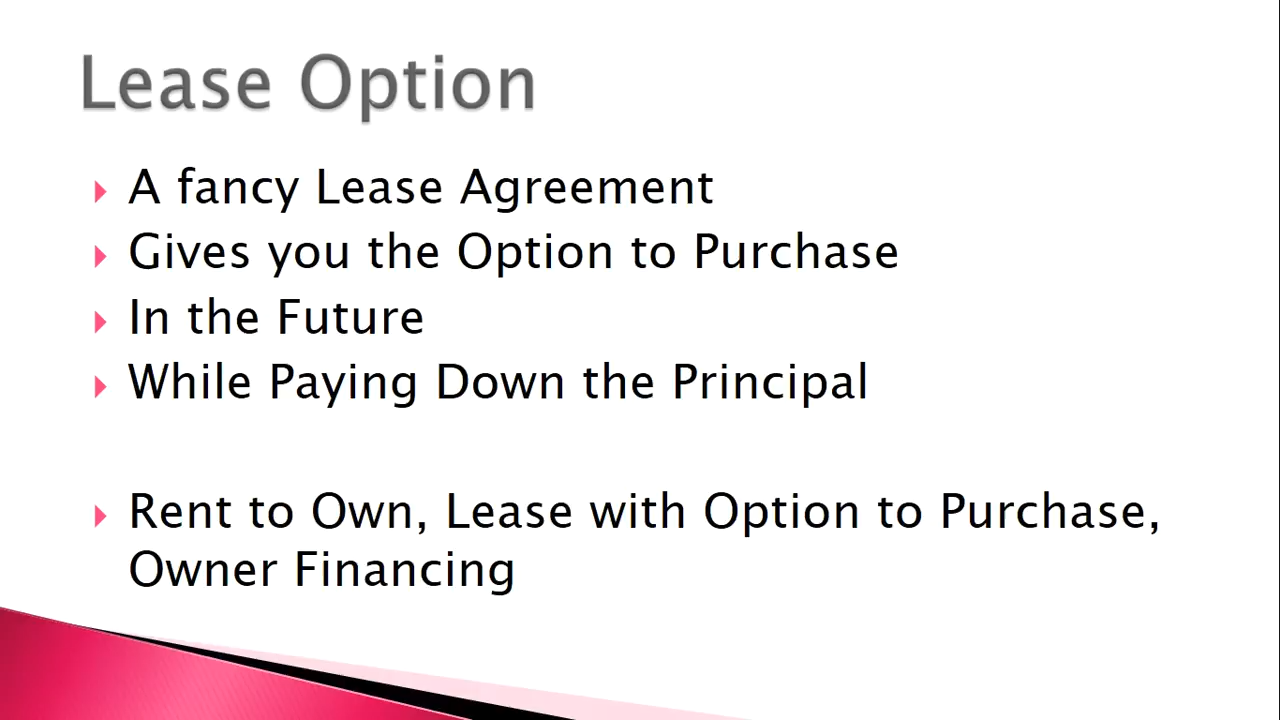 Lease Option
A fancy Lease Agreement
Gives you the Option to Purchase
In the Future
While Paying Down the Principal
Rent to Own, Lease with Option to Purchase,
Owner Financing